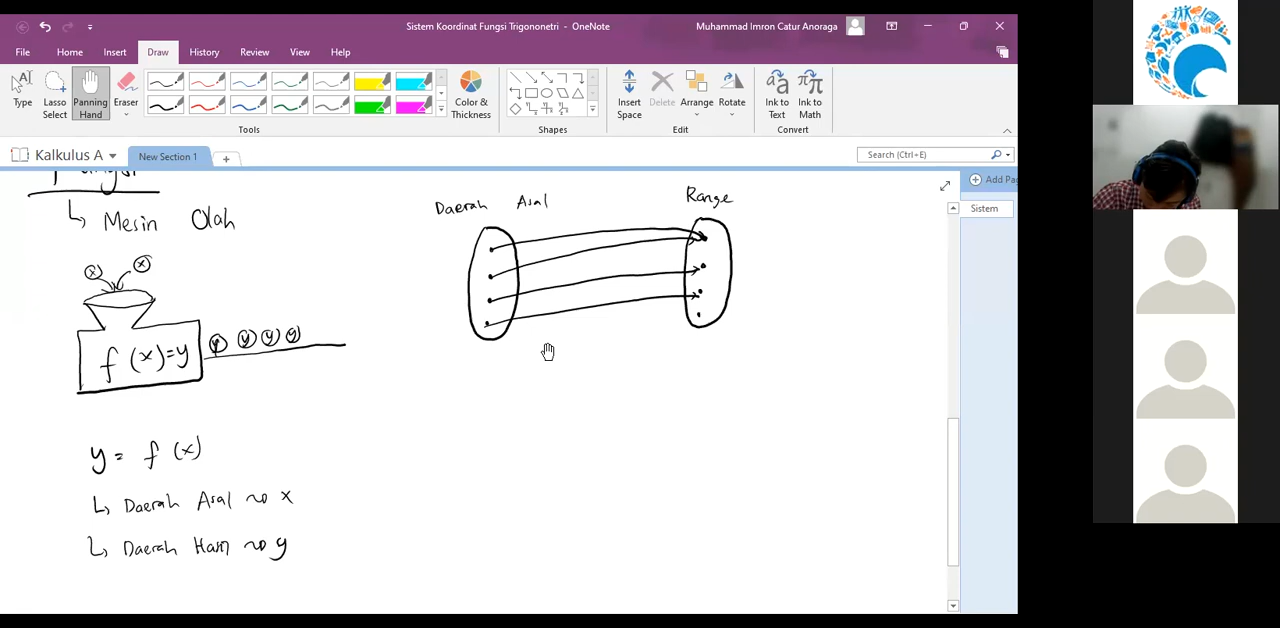 Sistem Koordinat Fungsi Trigononetri - OneNote
Muhammad Imron Catur Anoraga
File Home Insert Draw History Review View Help
Type
Lasso Select
Panning Hand
Eraser
Color & Thickness
Insert Space
Delete
Arrange
Rotate
Ink to Text
Ink to Math
Tools Shapes Edit Convert
Kalkulus A
New Section 1
Search (Ctrl+E)
Add Pag
Sistem
Mesin Olah
x x
f (x)=y
y y y y
y = f (x)
Daerah Asal ~ x
Daerah Hasil ~ y
Daerah Asal
Range